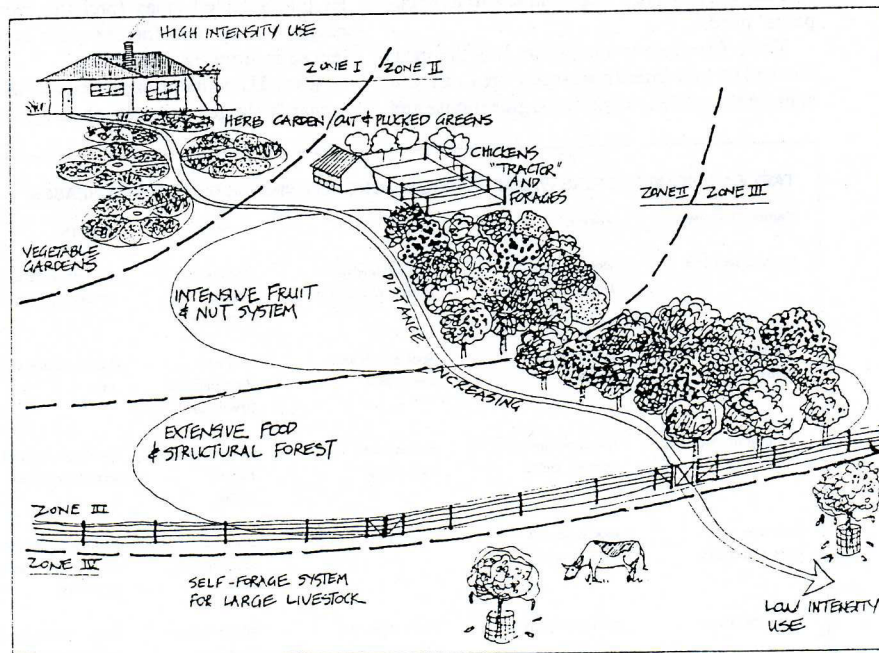 HIGH INTENSITY USE
ZONE I
ZONE II
HERB GARDEN/CUT & PLUCKED GREENS
CHICKENS
"TRACTOR"
AND
FORAGES
ZONE II
ZONE III
VEGETABLE
GARDENS
INTENSIVE FRUIT
& NUT SYSTEM
DISTANCE
INCREASING
EXTENSIVE FOOD
& STRUCTURAL FOREST
ZONE III
ZONE IV
SELF-FORAGE SYSTEM
FOR LARGE LIVESTOCK
LOW INTENSITY
USE